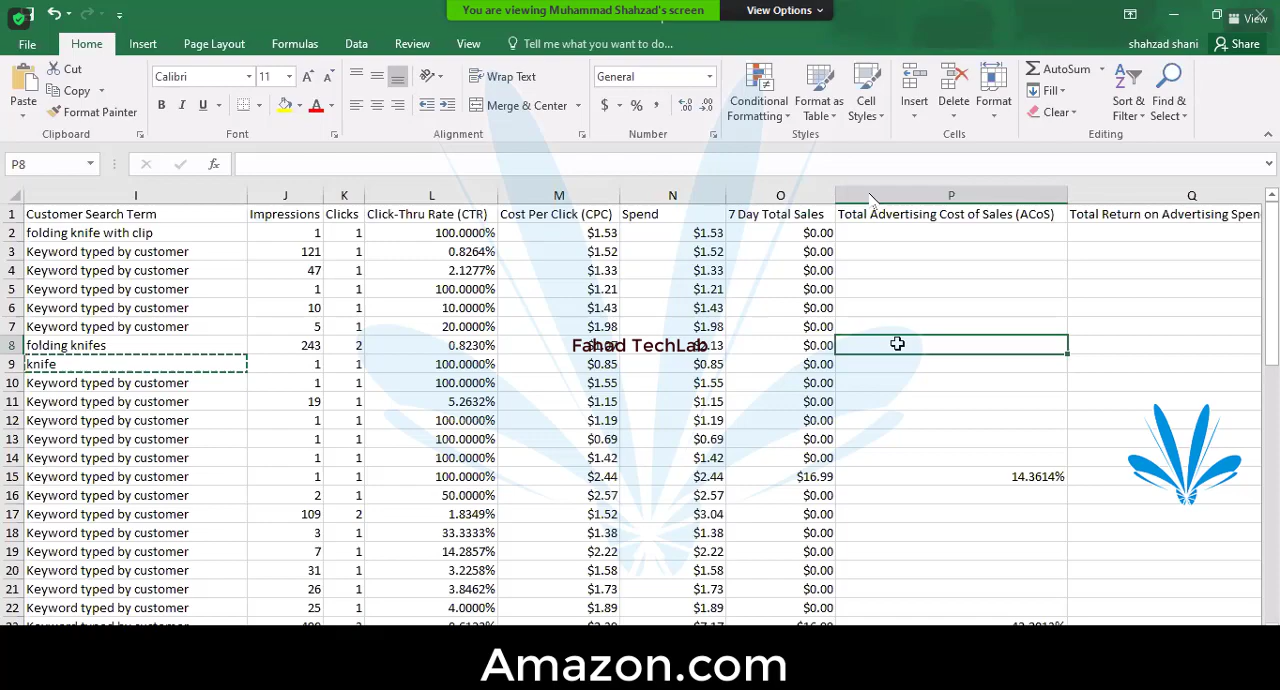 You are viewing Muhammad Shahzad's screen
View Options
View
File Home Insert Page Layout Formulas Data Review View Tell me what you want to do...
shahzad shani Share
Paste
Cut
Copy
Format Painter
Clipboard
Calibri 11
B I U
Font
Wrap Text
Merge & Center
Alignment
General
$ % ,
Number
Conditional Formatting
Format as Table
Cell Styles
Styles
Insert Delete Format
Cells
AutoSum
Fill
Clear
Sort & Filter
Find & Select
Editing
P8
fx
I J K L M N O P Q
1 Customer Search Term Impressions Clicks Click-Thru Rate (CTR) Cost Per Click (CPC) Spend 7 Day Total Sales Total Advertising Cost of Sales (ACoS) Total Return on Advertising Spen
2 folding knife with clip 1 1 100.0000% $1.53 $1.53 $0.00
3 Keyword typed by customer 121 1 0.8264% $1.52 $1.52 $0.00
4 Keyword typed by customer 47 1 2.1277% $1.33 $1.33 $0.00
5 Keyword typed by customer 1 1 100.0000% $1.21 $1.21 $0.00
6 Keyword typed by customer 10 1 10.0000% $1.43 $1.43 $0.00
7 Keyword typed by customer 5 1 20.0000% $1.98 $1.98 $0.00
8 folding knifes 243 2 0.8230% Fahad TechLab .13 $0.00
9 knife 1 1 100.0000% $0.85 $0.85 $0.00
10 Keyword typed by customer 1 1 100.0000% $1.55 $1.55 $0.00
11 Keyword typed by customer 19 1 5.2632% $1.15 $1.15 $0.00
12 Keyword typed by customer 1 1 100.0000% $1.19 $1.19 $0.00
13 Keyword typed by customer 1 1 100.0000% $0.69 $0.69 $0.00
14 Keyword typed by customer 1 1 100.0000% $1.42 $1.42 $0.00
15 Keyword typed by customer 1 1 100.0000% $2.44 $2.44 $16.99 14.3614%
16 Keyword typed by customer 2 1 50.0000% $2.57 $2.57 $0.00
17 Keyword typed by customer 109 2 1.8349% $1.52 $3.04 $0.00
18 Keyword typed by customer 3 1 33.3333% $1.38 $1.38 $0.00
19 Keyword typed by customer 7 1 14.2857% $2.22 $2.22 $0.00
20 Keyword typed by customer 31 1 3.2258% $1.58 $1.58 $0.00
21 Keyword typed by customer 26 1 3.8462% $1.73 $1.73 $0.00
22 Keyword typed by customer 25 1 4.0000% $1.89 $1.89 $0.00
Keyword typed by customer
Amazon.com